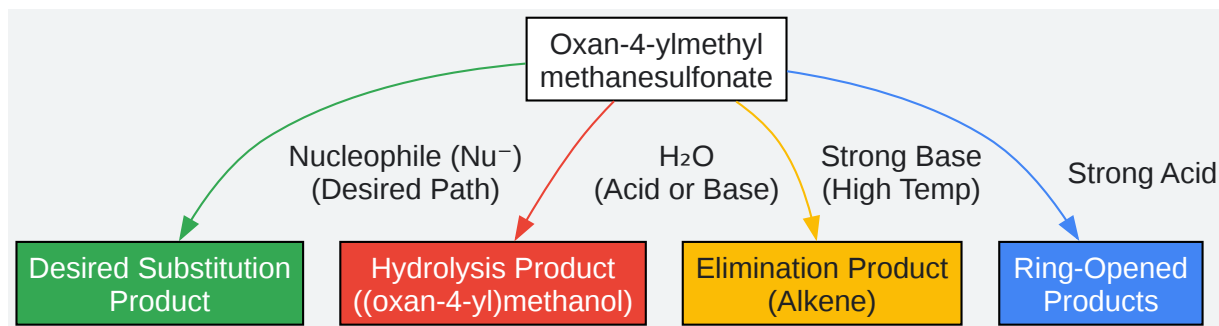 Oxan-4-ylmethyl
methanesulfonate
Nucleophile (Nu⁻)
(Desired Path)
H₂O
(Acid or Base)
Strong Base
(High Temp)
Strong Acid
Desired Substitution
Product
Hydrolysis Product
((oxan-4-yl)methanol)
Elimination Product
(Alkene)
Ring-Opened
Products